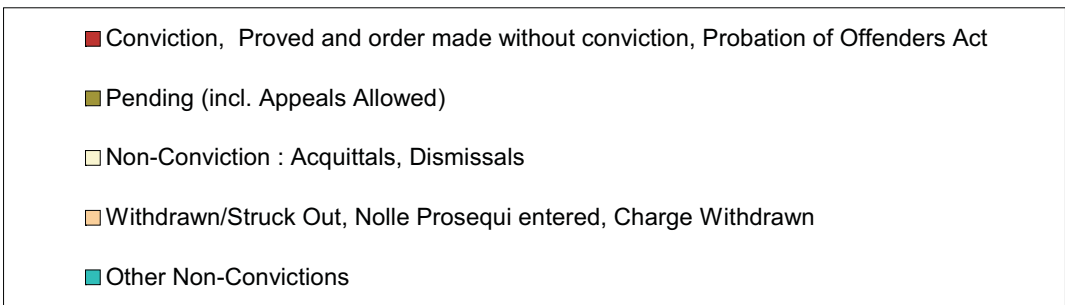 Conviction, Proved and order made without conviction, Probation of Offenders Act
Pending (incl. Appeals Allowed)
Non-Conviction : Acquittals, Dismissals
Withdrawn/Struck Out, Nolle Prosequi entered, Charge Withdrawn
Other Non-Convictions